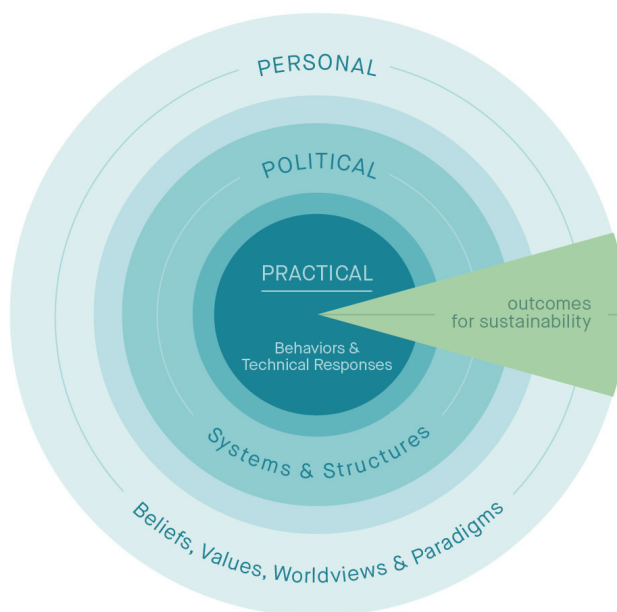 PERSONAL
POLITICAL
PRACTICAL
Behaviors &
Technical Responses
outcomes
for sustainability
Systems & Structures
Beliefs, Values, Worldviews & Paradigms